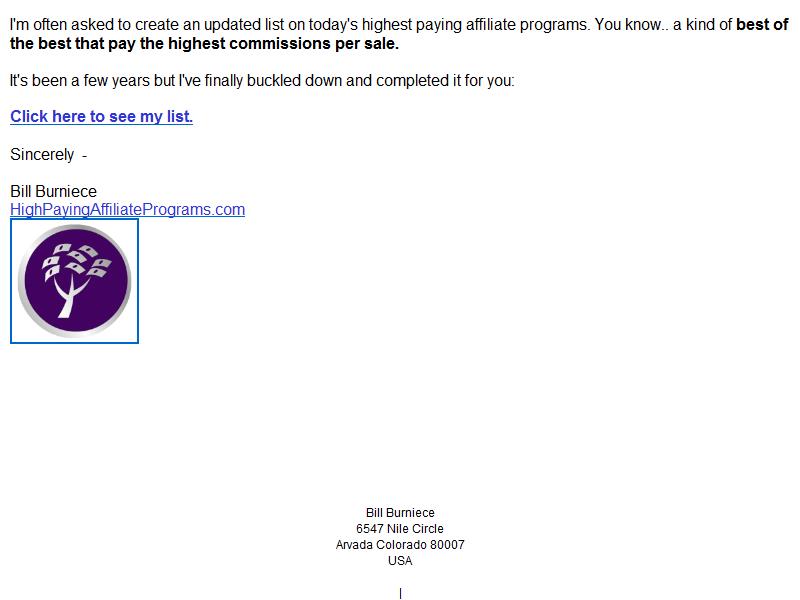 I'm often asked to create an updated list on today's highest paying affiliate programs. You know.. a kind of best of
the best that pay the highest commissions per sale.
It's been a few years but I've finally buckled down and completed it for you:
Click here to see my list.
Sincerely -
Bill Burniece
HighPayingAffiliatePrograms.com
Bill Burniece
6547 Nile Circle
Arvada Colorado 80007
USA
|